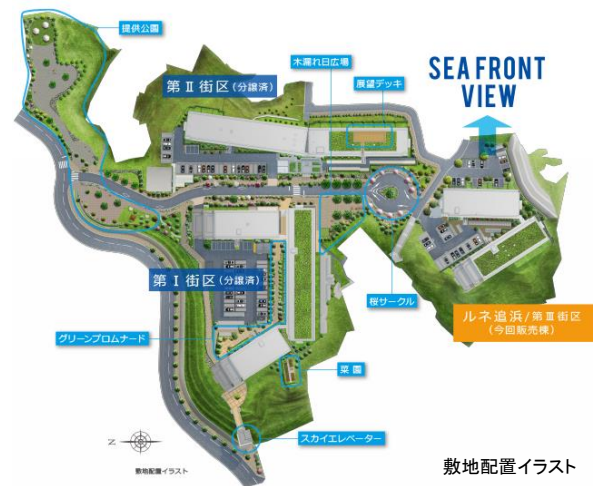 提供公園
木漏れ日広場
第Ⅱ街区(分譲済)
展望デッキ
SEA FRONT
VIEW
第Ⅰ街区(分譲済)
桜サークル
ルネ追浜/第Ⅲ街区
(今回販売棟)
グリーンプロムナード
菜園
スカイエレベーター
N
敷地配置イラスト
敷地配置イラスト